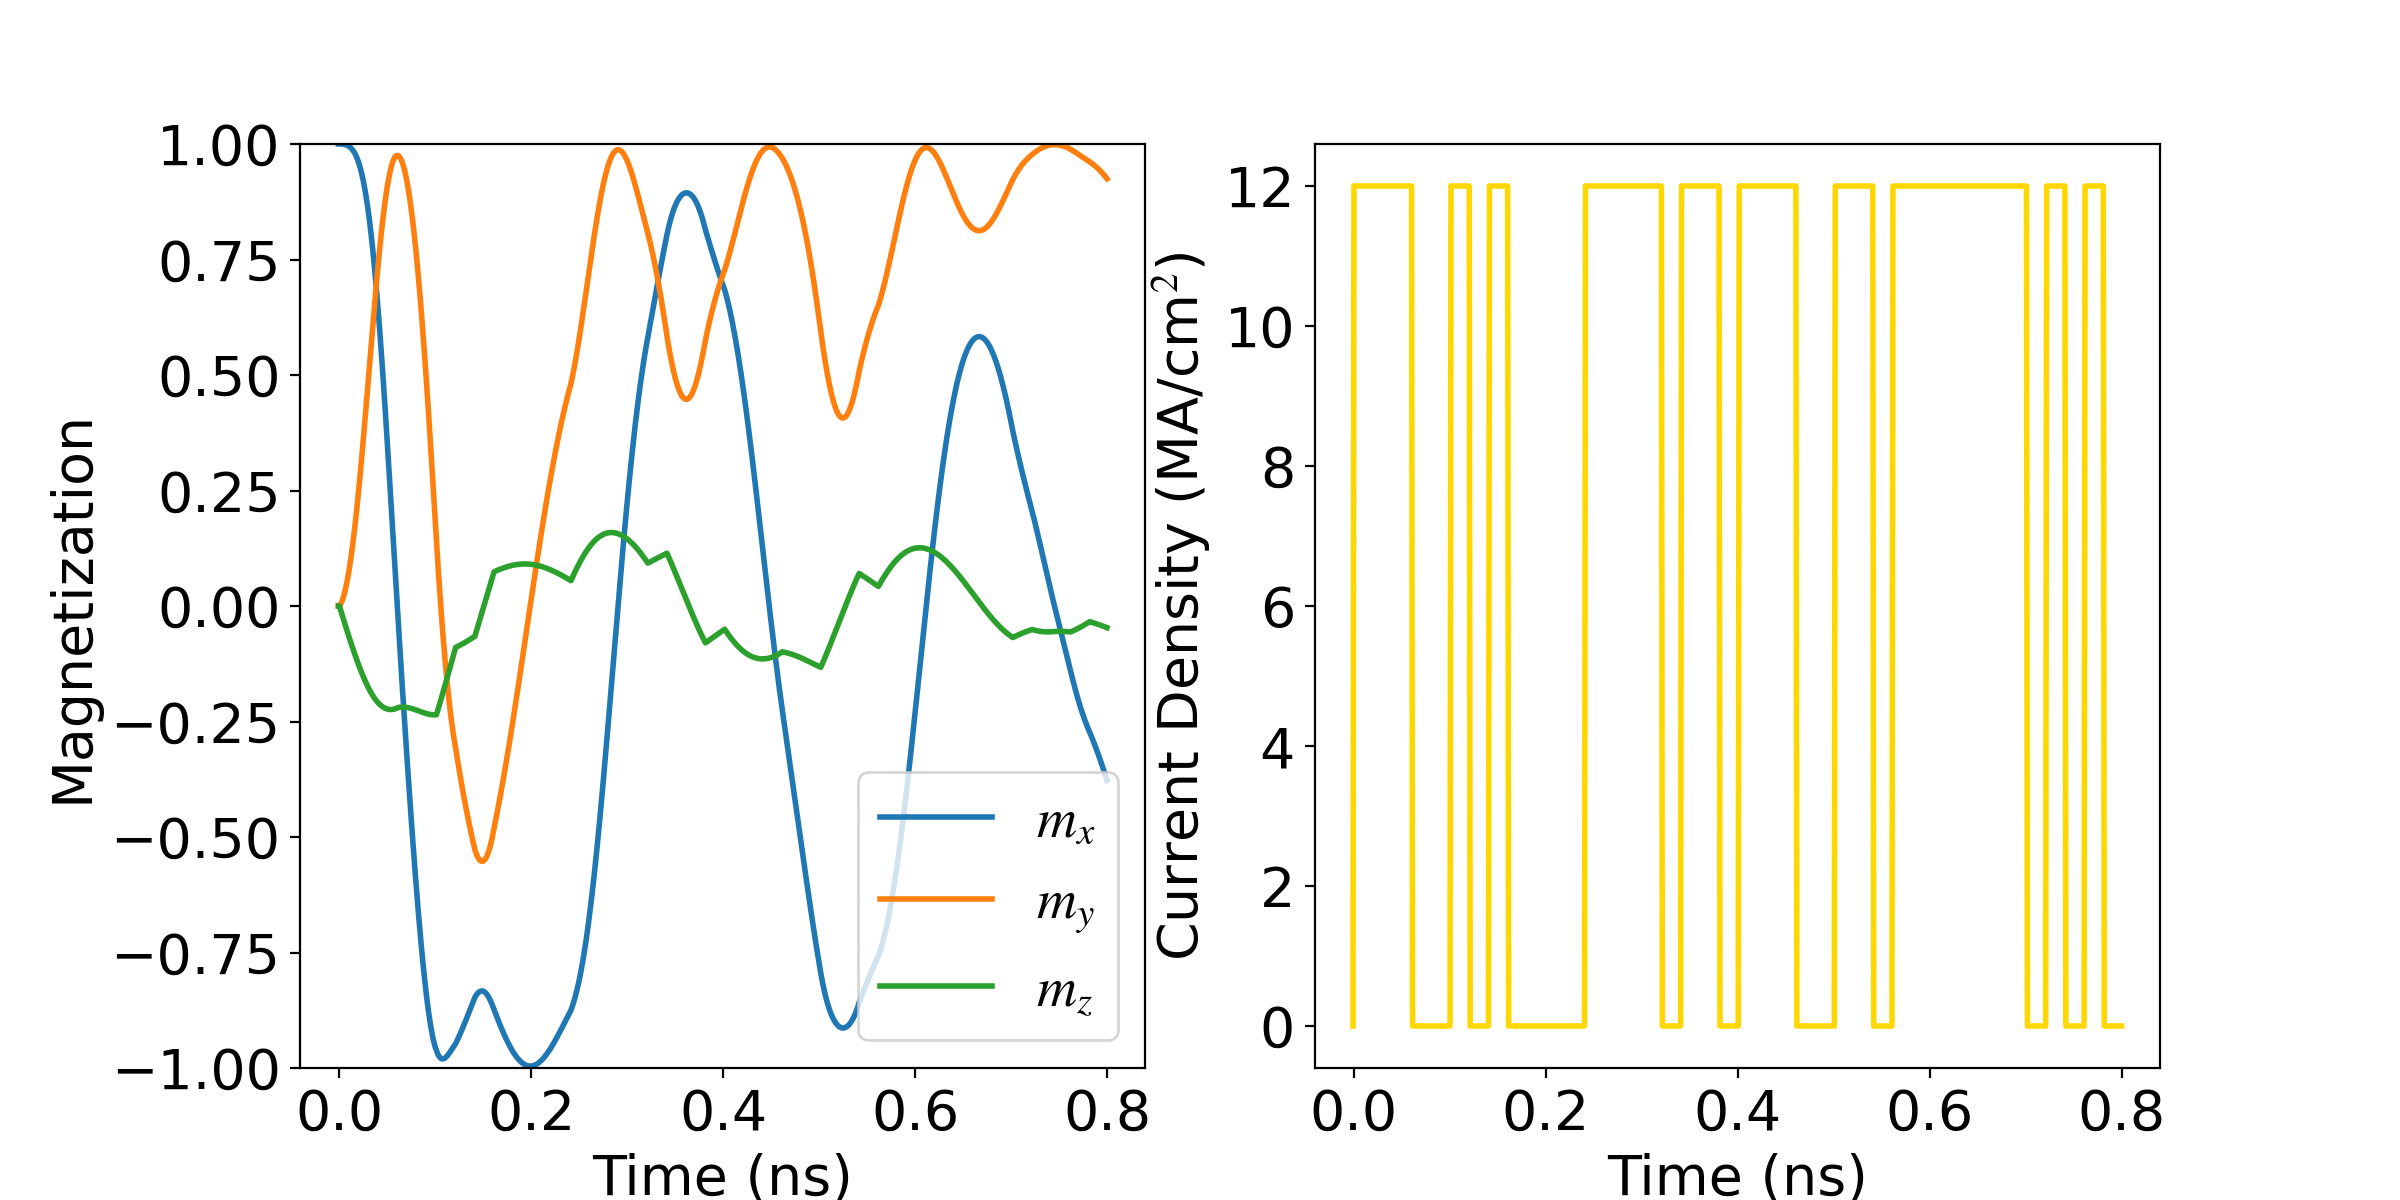 1.00
0.75
0.50
0.25
0.00
−0.25
−0.50
−0.75
−1.00
Magnetization
0.0 0.2 0.4 0.6 0.8
Time (ns)
m_x
m_y
m_z
12
10
8
6
4
2
0
Current Density (MA/cm²)
0.0 0.2 0.4 0.6 0.8
Time (ns)